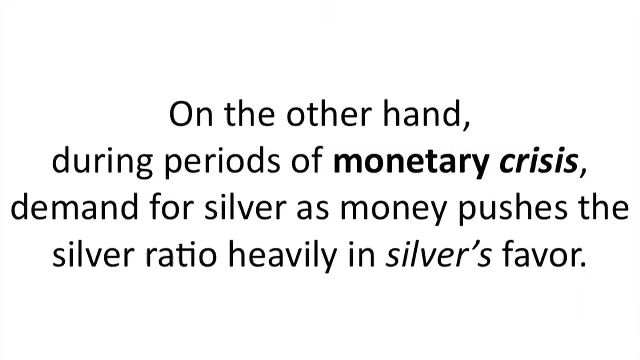 On the other hand,
during periods of monetary crisis,
demand for silver as money pushes the
silver ratio heavily in silver’s favor.